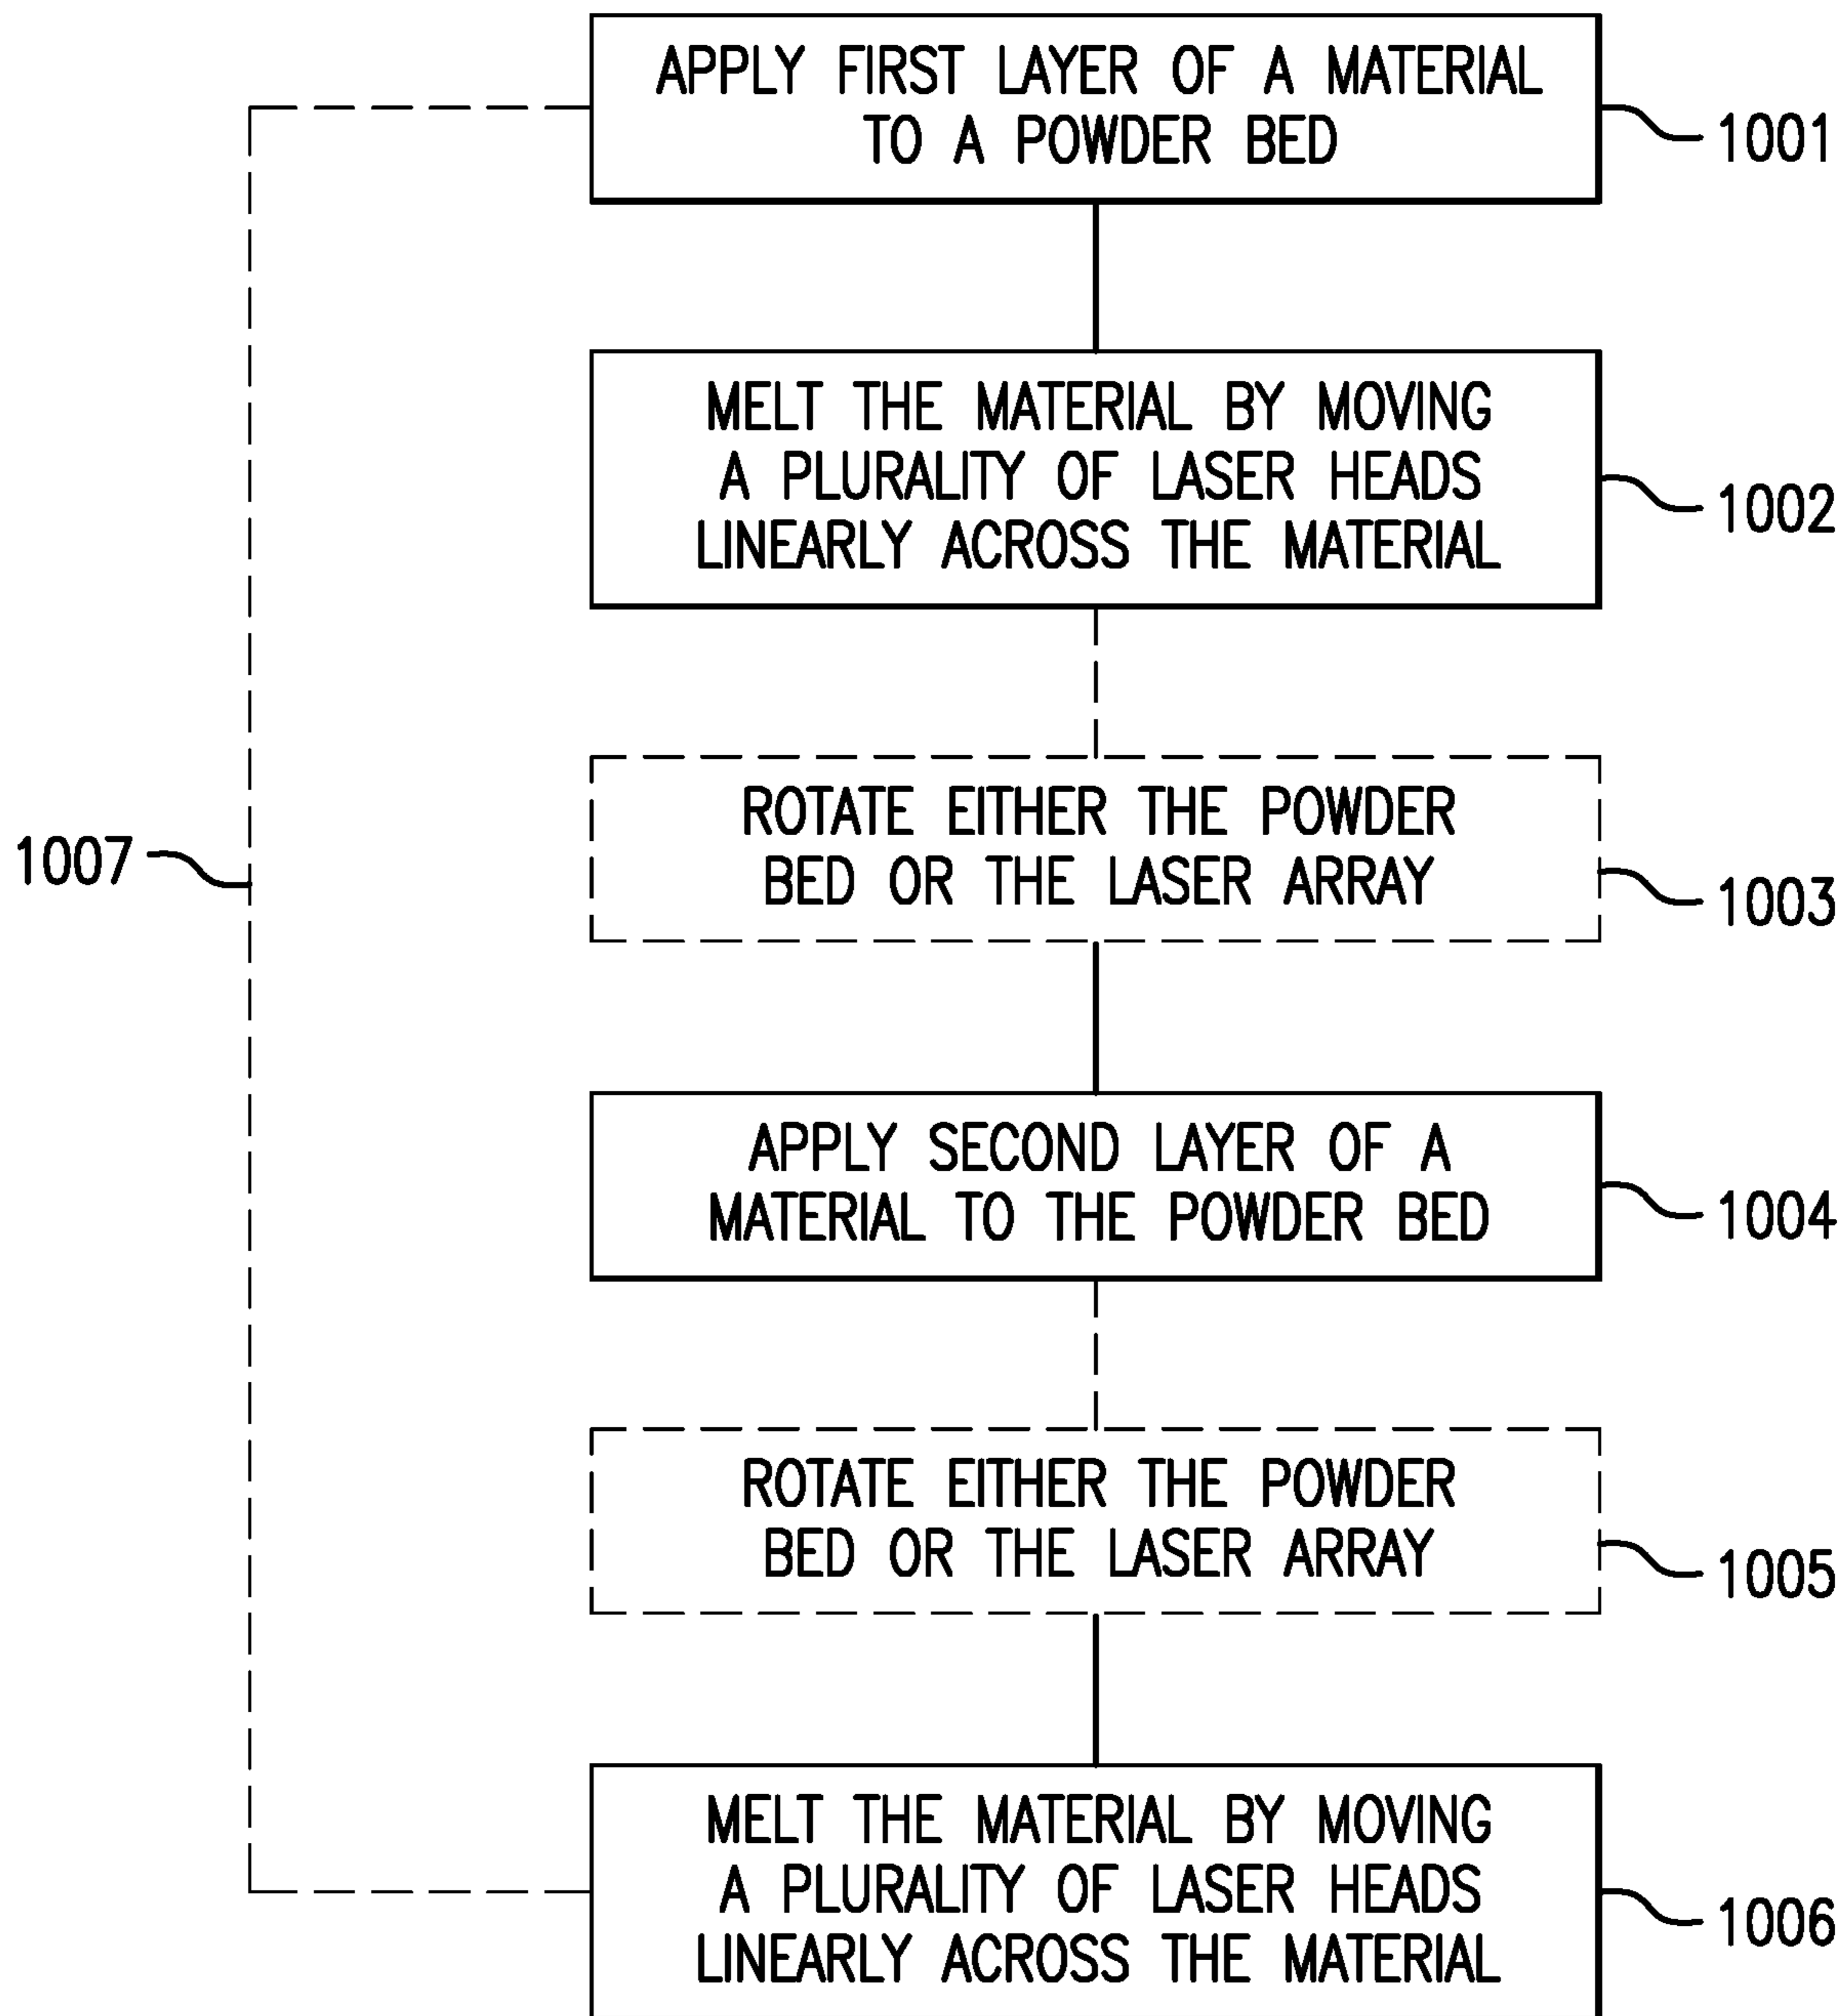 APPLY FIRST LAYER OF A MATERIAL
TO A POWDER BED
1001
MELT THE MATERIAL BY MOVING
A PLURALITY OF LASER HEADS
LINEARLY ACROSS THE MATERIAL
1002
ROTATE EITHER THE POWDER
BED OR THE LASER ARRAY
1003
1007
APPLY SECOND LAYER OF A
MATERIAL TO THE POWDER BED
1004
ROTATE EITHER THE POWDER
BED OR THE LASER ARRAY
1005
MELT THE MATERIAL BY MOVING
A PLURALITY OF LASER HEADS
LINEARLY ACROSS THE MATERIAL
1006